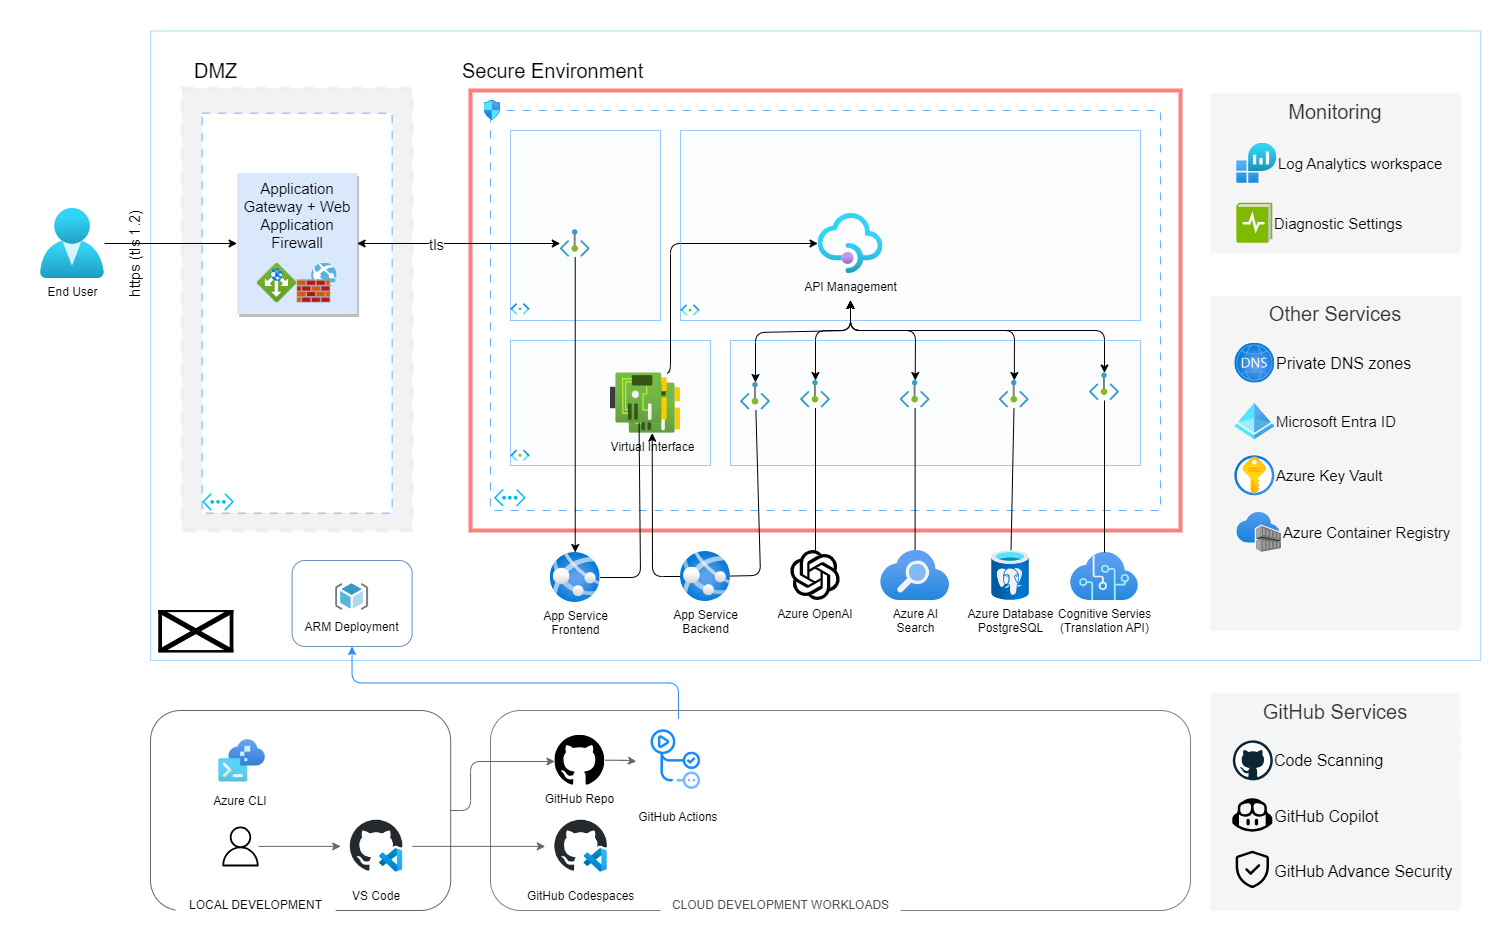 DMZ
Secure Environment
Application
Gateway + Web
Application
Firewall
https (tls 1.2)
End User
tls
API Management
Virtual Interface
App Service
Frontend
App Service
Backend
Azure OpenAI
Azure AI
Search
Azure Database
PostgreSQL
Cognitive Servies
(Translation API)
ARM Deployment
Monitoring
Log Analytics workspace
Diagnostic Settings
Other Services
DNS
Private DNS zones
Microsoft Entra ID
Azure Key Vault
Azure Container Registry
Azure CLI
VS Code
LOCAL DEVELOPMENT
GitHub Repo
GitHub Actions
GitHub Codespaces
CLOUD DEVELOPMENT WORKLOADS
GitHub Services
Code Scanning
GitHub Copilot
GitHub Advance Security